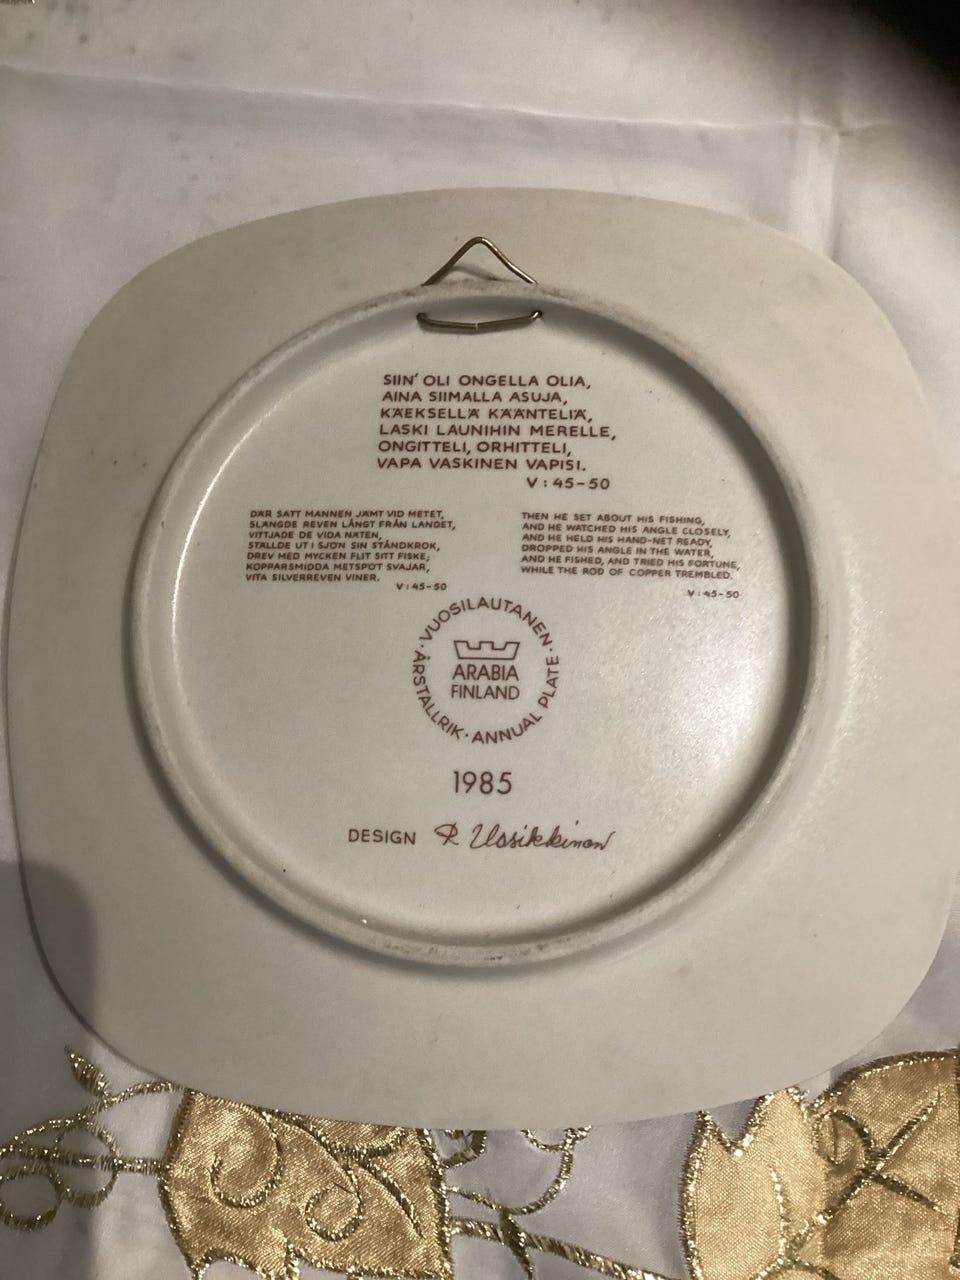 SIIN' OLI ONGELLA OLIA,
AINA SIIMALLA ASUJA,
KÄEKSELLÄ KÄÄNTELIÄ,
LASKI LAUNIHIN MERELLE,
ONGITTELI, ORHITTELI,
VAPA VASKINEN VAPISI.
V : 45-50
DÄR SATT MANNEN JÄMT VID METET,
SLÄNGDE REVEN LÅNGT FRÅN LANDET,
VITTJADE DE VIDA NÄTEN,
STÄLLDE UT I SJÖN SIN STÅNDKROK,
DREV MED MYCKEN FLIT SITT FISKE;
KOPPARSMIDDA METSPÖT SVAJAR,
VITA SILVERREVEN VINER.
V : 45-50
THEN HE SET ABOUT HIS FISHING,
AND HE WATCHED HIS ANGLE CLOSELY,
AND HE HELD HIS HAND-NET READY,
DROPPED HIS ANGLE IN THE WATER,
AND HE FISHED, AND TRIED HIS FORTUNE,
WHILE THE ROD OF COPPER TREMBLED.
V : 45-50
· VUOSILAUTANEN · ANNUAL PLATE · ÅRSTALLRIK
ARABIA
FINLAND
1985
DESIGN R Uosikkinen